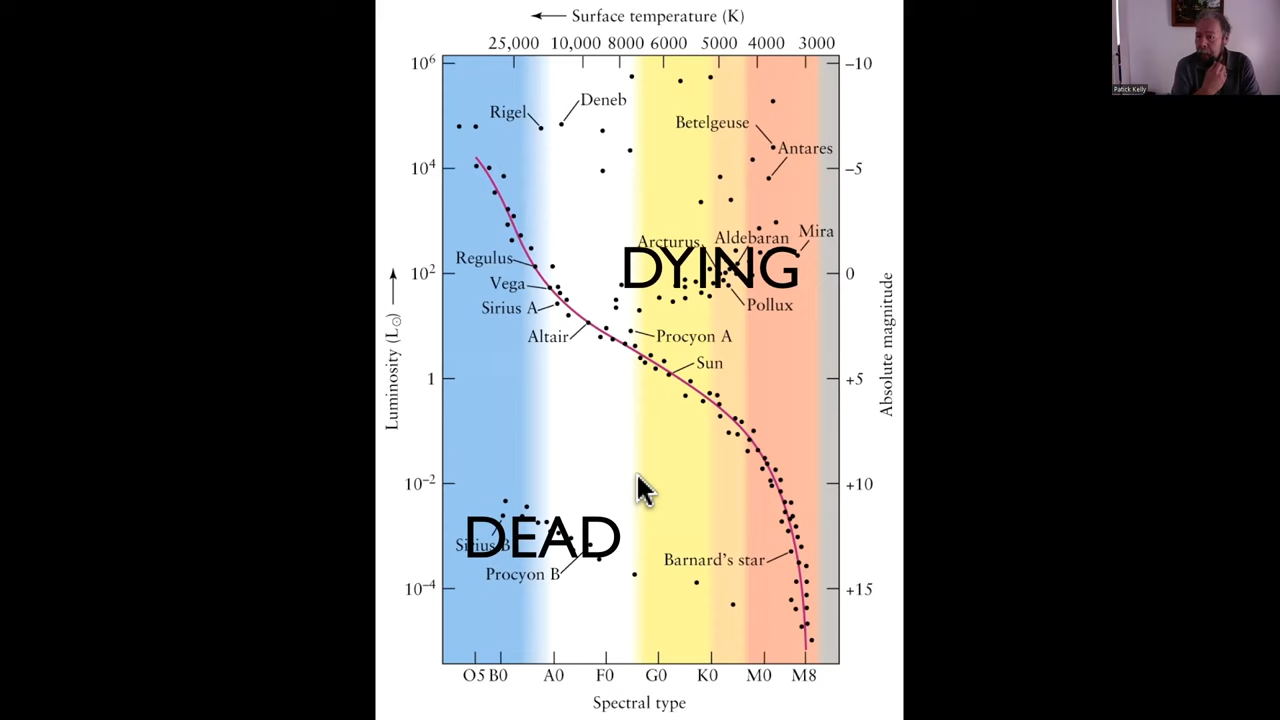 Surface temperature (K)
25,000 10,000 8000 6000 5000 4000 3000
10⁶
10⁴
10²
1
10⁻²
10⁻⁴
Luminosity (L☉)
−10
−5
0
+5
+10
+15
Absolute magnitude
Rigel
Deneb
Betelgeuse
Antares
Arcturus
Aldebaran
Mira
DYING
Regulus
Vega
Sirius A
Pollux
Altair
Procyon A
Sun
DEAD
Sirius B
Procyon B
Barnard's star
O5 B0 A0 F0 G0 K0 M0 M8
Spectral type
Patick Kelly